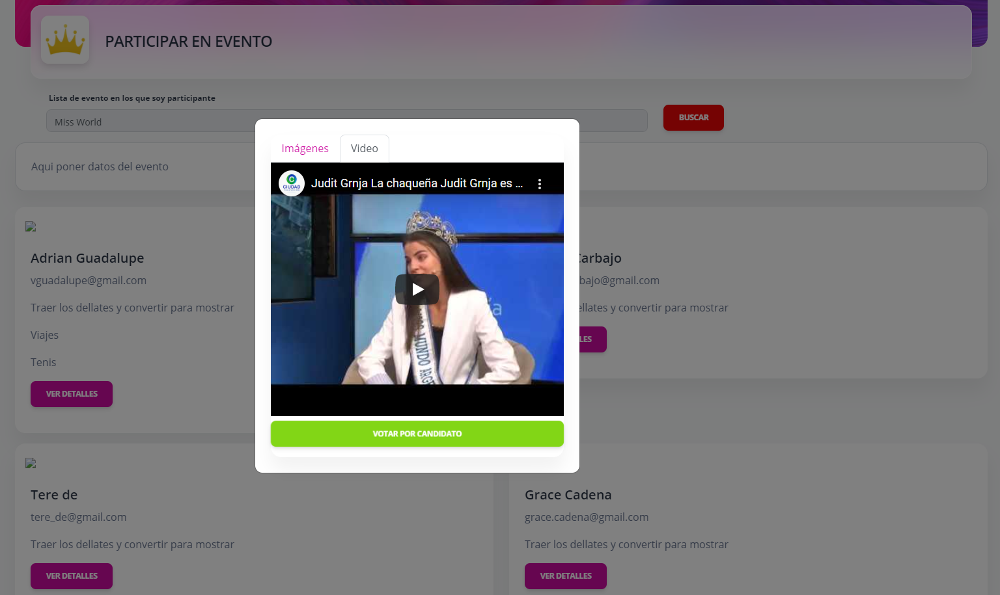 PARTICIPAR EN EVENTO
Lista de evento en los que soy participante
Miss World
BUSCAR
Aqui poner datos del evento
Imágenes
Video
CIUDAD
Judit Grnja La chaqueña Judit Grnja es ...
MUNDO
VOTAR POR CANDIDATO
Adrian Guadalupe
vguadalupe@gmail.com
Traer los dellates y convertir para mostrar
Viajes
Tenis
VER DETALLES
Carbajo
bajo@gmail.com
ellates y convertir para mostrar
LES
Tere de
tere_de@gmail.com
Traer los dellates y convertir para mostrar
VER DETALLES
Grace Cadena
grace.cadena@gmail.com
Traer los dellates y convertir para mostrar
VER DETALLES